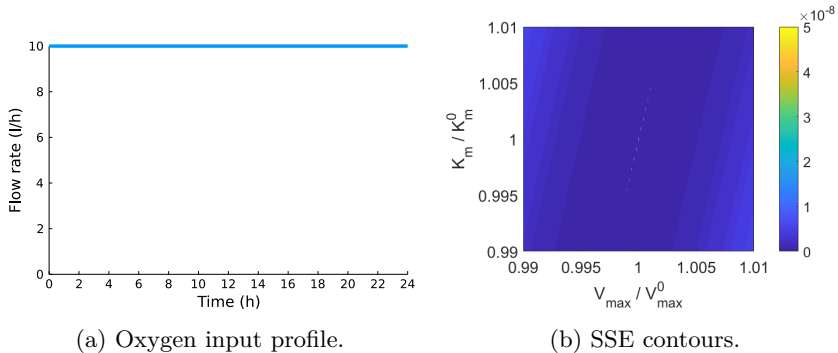 10
8
6
4
2
0
Flow rate (l/h)
0 2 4 6 8 10 12 14 16 18 20 22 24
Time (h)
(a) Oxygen input profile.
1.01
1.005
1
0.995
0.99
K_m / K_m^0
0.99 0.995 1 1.005 1.01
V_max / V_max^0
×10^-8
5
4
3
2
1
0
(b) SSE contours.